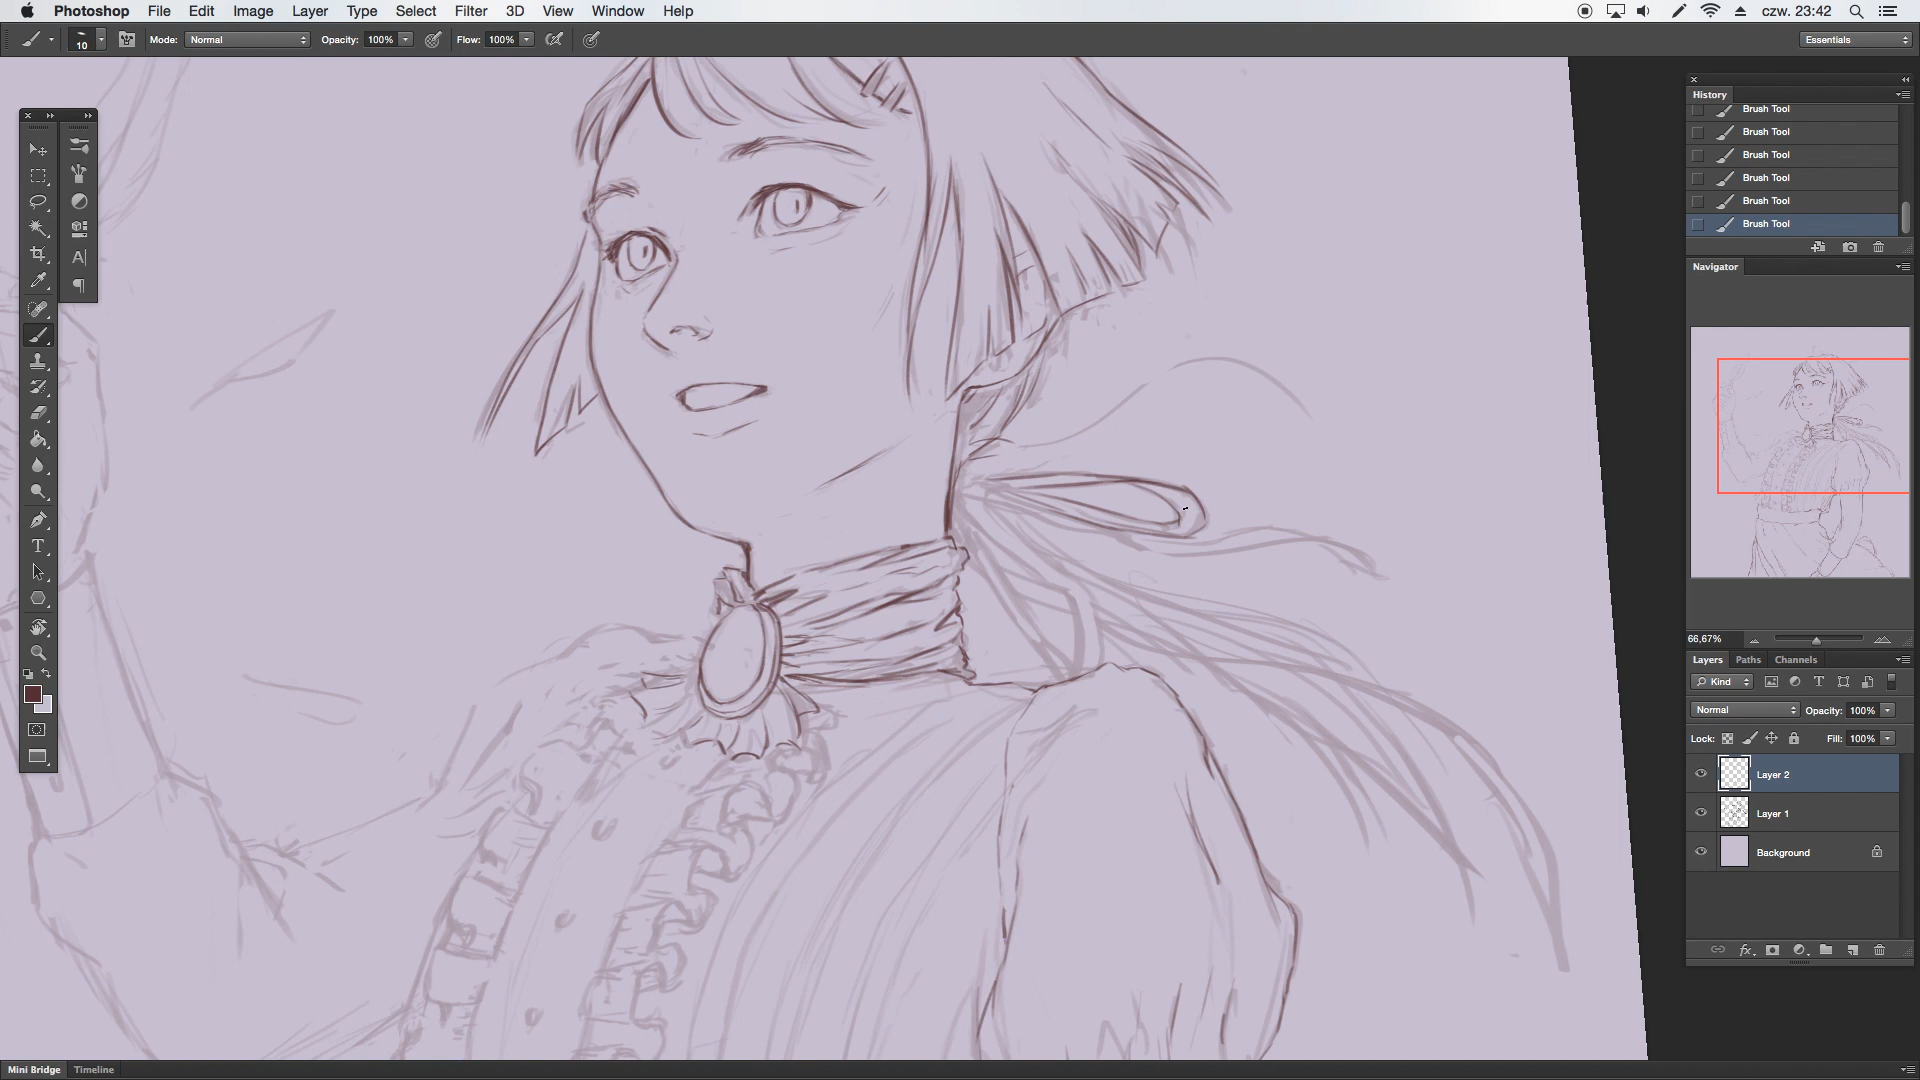 Photoshop File Edit Image Layer Type Select Filter 3D View Window Help czw. 23:42
10 Mode: Normal Opacity: 100% Flow: 100% Essentials
History
Brush Tool
Brush Tool
Brush Tool
Brush Tool
Brush Tool
Brush Tool
Navigator
66,67%
Layers Paths Channels
Kind
Normal Opacity: 100%
Lock: Fill: 100%
Layer 2
Layer 1
Background
Mini Bridge Timeline